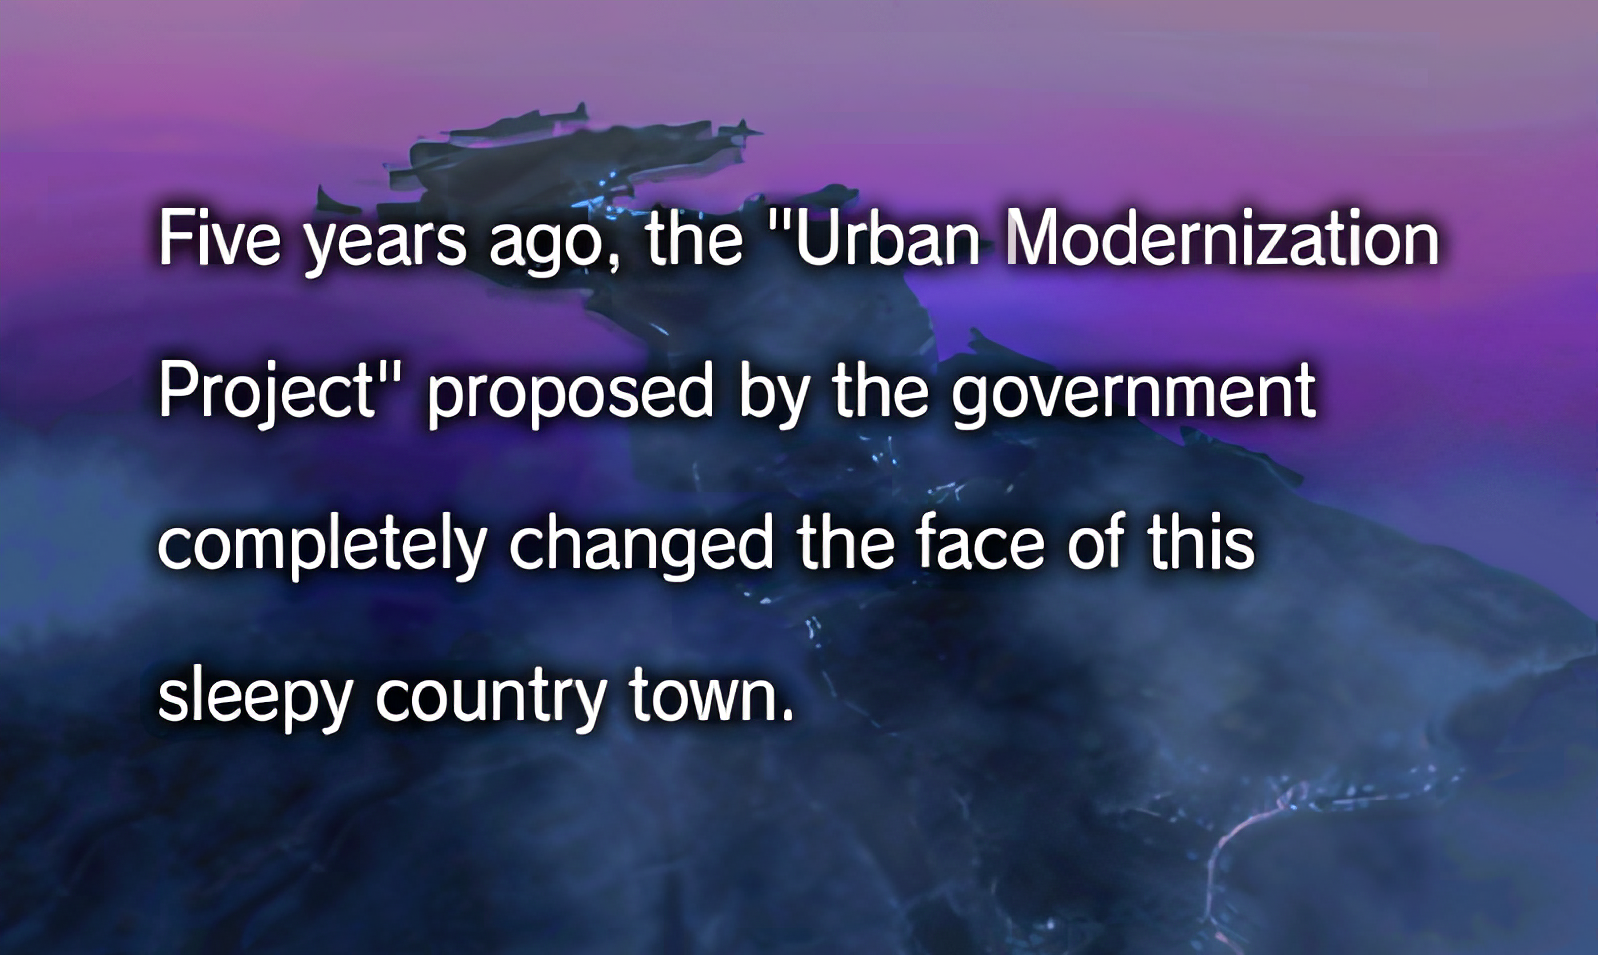 Five years ago, the "Urban Modernization
Project" proposed by the government
completely changed the face of this
sleepy country town.